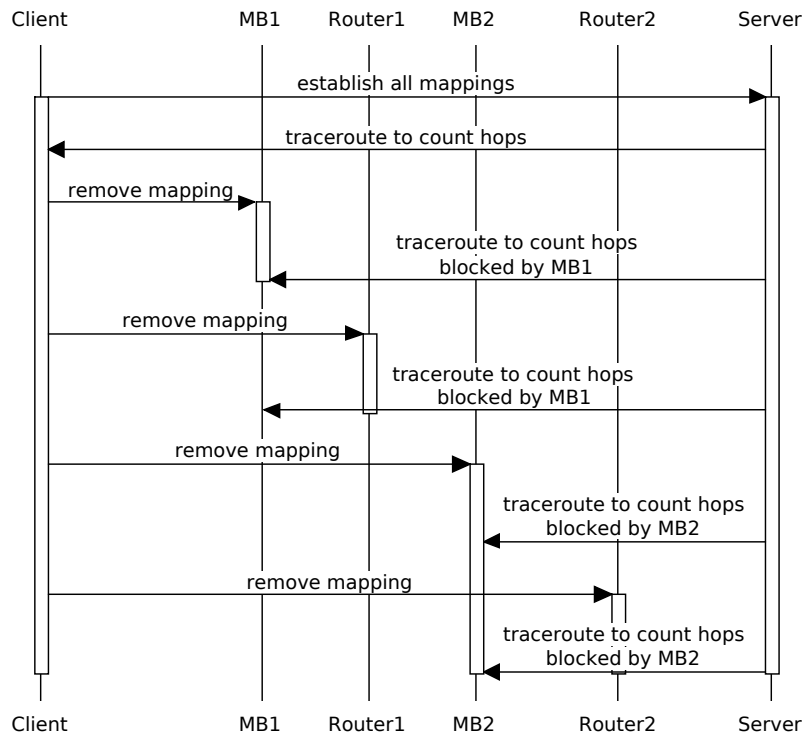 Client MB1 Router1 MB2 Router2 Server
establish all mappings
traceroute to count hops
remove mapping
traceroute to count hops
blocked by MB1
remove mapping
traceroute to count hops
blocked by MB1
remove mapping
traceroute to count hops
blocked by MB2
remove mapping
traceroute to count hops
blocked by MB2
Client MB1 Router1 MB2 Router2 Server